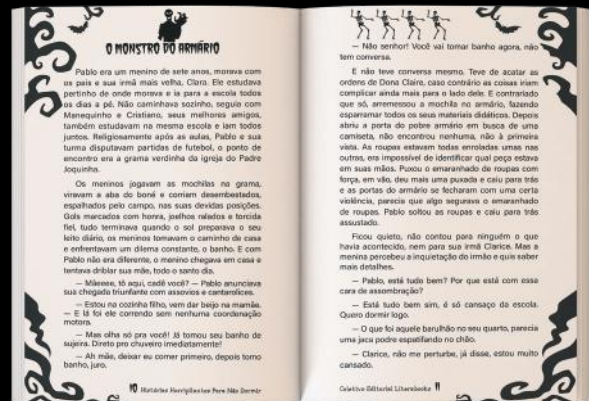 O MONSTRO DO ARMÁRIO
Pablo era um menino de sete anos, morava com
os pais e sua irmã mais velha, Clara. Ele estudava
pertinho de onde morava e ia para a escola todos
os dias a pé. Não caminhava sozinho, seguia com
Manequinho e Cristiano, seus melhores amigos,
também estudavam na mesma escola e iam todos
juntos. Religiosamente após as aulas, Pablo e sua
turma disputavam partidas de futebol, o ponto de
encontro era a grama verdinha da igreja do Padre
Joquinha.
Os meninos jogavam as mochilas na grama,
viravam a aba do boné e corriam desembestados,
espalhados pelo campo, nas suas devidas posições.
Gols marcados com honra, joelhos ralados e torcida
fiel, tudo terminava quando o sol preparava o seu
leito diário, os meninos tomavam o caminho de casa
e enfrentavam um dilema constante, o banho. E com
Pablo não era diferente, o menino chegava em casa e
tentava driblar sua mãe, todo o santo dia.
— Mãeeee, tô aqui, cadê você? — Pablo anunciava
sua chegada triunfante com assovios e cantarolices.
— Estou na cozinha filho, vem dar beijo na mamãe.
— E lá foi ele correndo sem nenhuma coordenação
motora.
— Mas olha só pra você! Já tomou seu banho de
sujeira. Direto pro chuveiro imediatamente!
— Ah mãe, deixar eu comer primeiro, depois tomo
banho, juro.
10 Histórias Horripilantes Para Não Dormir
— Não senhor! Você vai tomar banho agora, não
tem conversa.
E não teve conversa mesmo. Teve de acatar as
ordens de Dona Claire, caso contrário as coisas iriam
complicar ainda mais para o lado dele. E contrariado
que só, arremessou a mochila no armário, fazendo
esparramar todos os seus materiais didáticos. Depois
abriu a porta do pobre armário em busca de uma
camiseta, não encontrou nenhuma, não à primeira
vista. As roupas estavam todas enroladas umas nas
outras, era impossível de identificar qual peça estava
em suas mãos. Puxou o emaranhado de roupas com
força, em vão, deu mais uma puxada e caiu para trás
e as portas do armário se fecharam com uma certa
violência, parecia que algo segurava o emaranhado
de roupas. Pablo soltou as roupas e caiu para trás
assustado.
Ficou quieto, não contou para ninguém o que
havia acontecido, nem para sua irmã Clarice. Mas a
menina percebeu a inquietação do irmão e quis saber
mais detalhes.
— Pablo, está tudo bem? Por que está com essa
cara de assombração?
— Está tudo bem sim, é só cansaço da escola.
Quero dormir logo.
— O que foi aquele barulhão no seu quarto, parecia
uma jaca podre espatifando no chão.
— Clarice, não me perturbe, já disse, estou muito
cansado.
Coletivo Editorial Literabooks 11